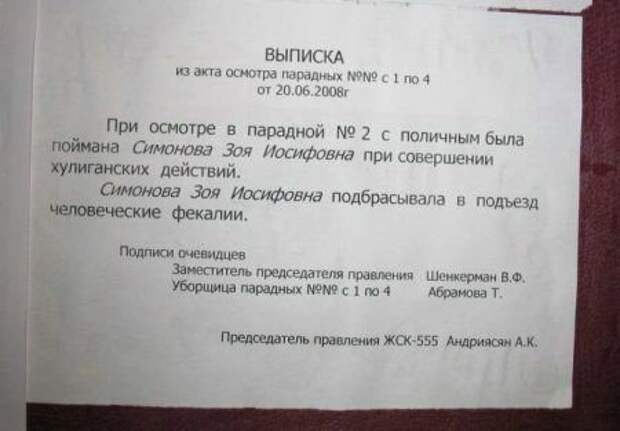 ВЫПИСКА
из акта осмотра парадных №№ с 1 по 4
от 20.06.2008г
При осмотре в парадной № 2 с поличным была
поймана Симонова Зоя Иосифовна при совершении
хулиганских действий.
Симонова Зоя Иосифовна подбрасывала в подъезд
человеческие фекалии.
Подписи очевидцев
Заместитель председателя правления Шенкерман В.Ф.
Уборщица парадных №№ с 1 по 4 Абрамова Т.
Председатель правления ЖСК-555 Андриясян А.К.